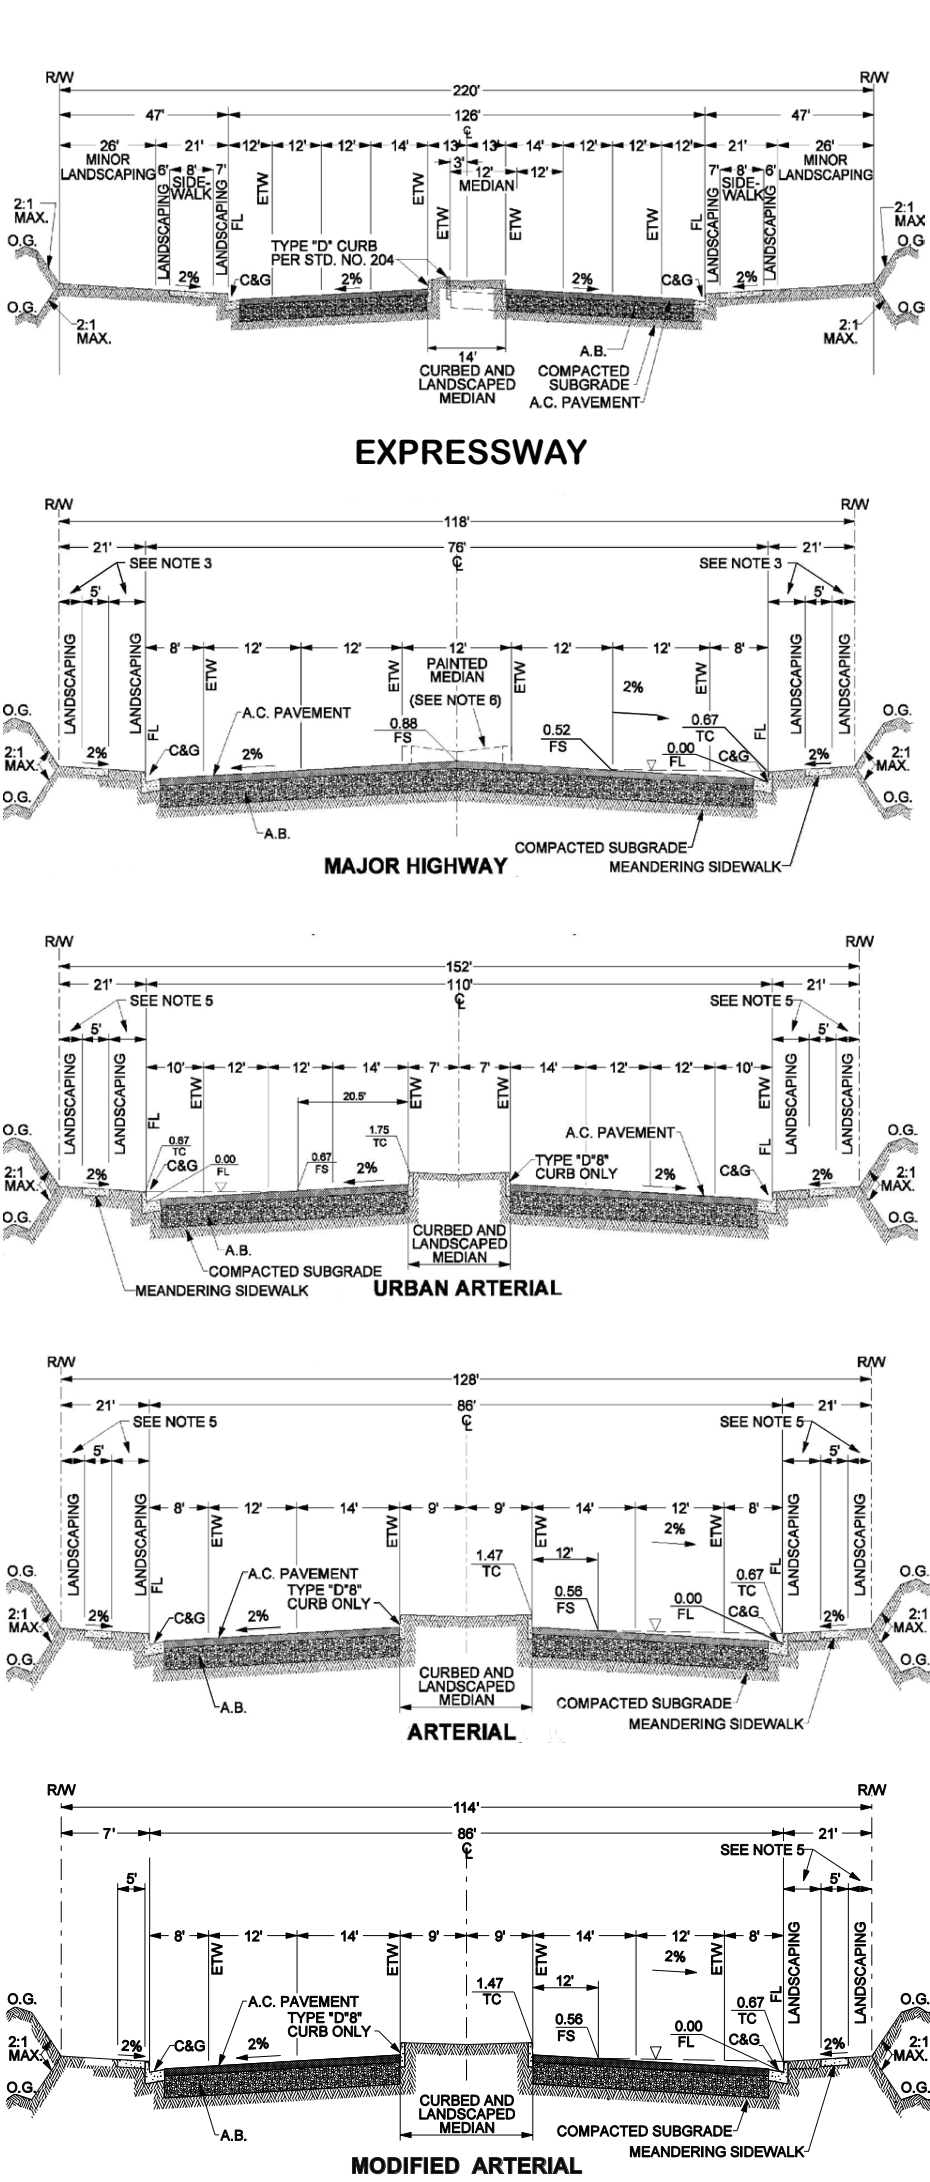 R/W R/W
220'
47' 126' 47'
℄
26' 21' 12' 12' 12' 14' 13' 13' 14' 12' 12' 12' 21' 26'
MINOR LANDSCAPING 6' 8' 7' 3' 7' 8' 6' MINOR LANDSCAPING
SIDE-WALK 12' 12' SIDE-WALK
MEDIAN
LANDSCAPING LANDSCAPING FL ETW ETW ETW ETW FL LANDSCAPING LANDSCAPING
2:1 MAX. 2:1 MAX.
O.G. O.G.
TYPE "D" CURB
PER STD. NO. 204
2% C&G 2% 2% C&G 2%
O.G. O.G.
2:1 MAX. 2:1 MAX.
14'
CURBED AND
LANDSCAPED
MEDIAN
A.B.
COMPACTED
SUBGRADE
A.C. PAVEMENT
EXPRESSWAY
R/W R/W
118'
21' 76' 21'
℄
SEE NOTE 3 SEE NOTE 3
5' 5'
LANDSCAPING LANDSCAPING LANDSCAPING LANDSCAPING
8' 12' 12' 12' 12' 12' 8'
ETW ETW ETW ETW
PAINTED
MEDIAN
(SEE NOTE 6)
2%
O.G. A.C. PAVEMENT O.G.
0.88 FS 0.52 FS 0.67 TC
FL FL
0.00 FL
2:1 MAX. 2% C&G 2% C&G 2% 2:1 MAX.
O.G. O.G.
A.B.
COMPACTED SUBGRADE
MEANDERING SIDEWALK
MAJOR HIGHWAY
R/W R/W
152'
21' 110' 21'
℄
SEE NOTE 5 SEE NOTE 5
5' 5'
LANDSCAPING LANDSCAPING LANDSCAPING LANDSCAPING
10' 12' 12' 14' 7' 7' 14' 12' 12' 10'
ETW ETW ETW ETW
20.5'
FL FL
O.G. 0.67 TC 1.75 TC A.C. PAVEMENT O.G.
0.00 FL 0.67 FS
TYPE "D"8"
CURB ONLY
2:1 MAX. 2% C&G 2% 2% C&G 2% 2:1 MAX.
O.G. O.G.
CURBED AND
LANDSCAPED
MEDIAN
A.B.
COMPACTED SUBGRADE
MEANDERING SIDEWALK
URBAN ARTERIAL
R/W R/W
128'
21' 86' 21'
℄
SEE NOTE 5 SEE NOTE 5
5' 5'
LANDSCAPING LANDSCAPING LANDSCAPING LANDSCAPING
8' 12' 14' 9' 9' 14' 12' 8'
ETW ETW ETW ETW
2%
1.47 TC 12'
FL FL
O.G. A.C. PAVEMENT O.G.
TYPE "D"8"
CURB ONLY
0.56 FS 0.67 TC
0.00 FL
2:1 MAX. 2% C&G 2% C&G 2% 2:1 MAX.
O.G. O.G.
CURBED AND
LANDSCAPED
MEDIAN
A.B.
COMPACTED SUBGRADE
MEANDERING SIDEWALK
ARTERIAL
R/W R/W
114'
7' 86' 21'
℄
SEE NOTE 5
5' 5'
LANDSCAPING LANDSCAPING
8' 12' 14' 9' 9' 14' 12' 8'
ETW ETW ETW ETW
2%
1.47 TC 12'
FL
O.G. A.C. PAVEMENT O.G.
TYPE "D"8"
CURB ONLY
0.56 FS 0.67 TC
0.00 FL
2:1 MAX. 2% C&G 2% C&G 2% 2:1 MAX.
O.G. O.G.
CURBED AND
LANDSCAPED
MEDIAN
A.B.
COMPACTED SUBGRADE
MEANDERING SIDEWALK
MODIFIED ARTERIAL